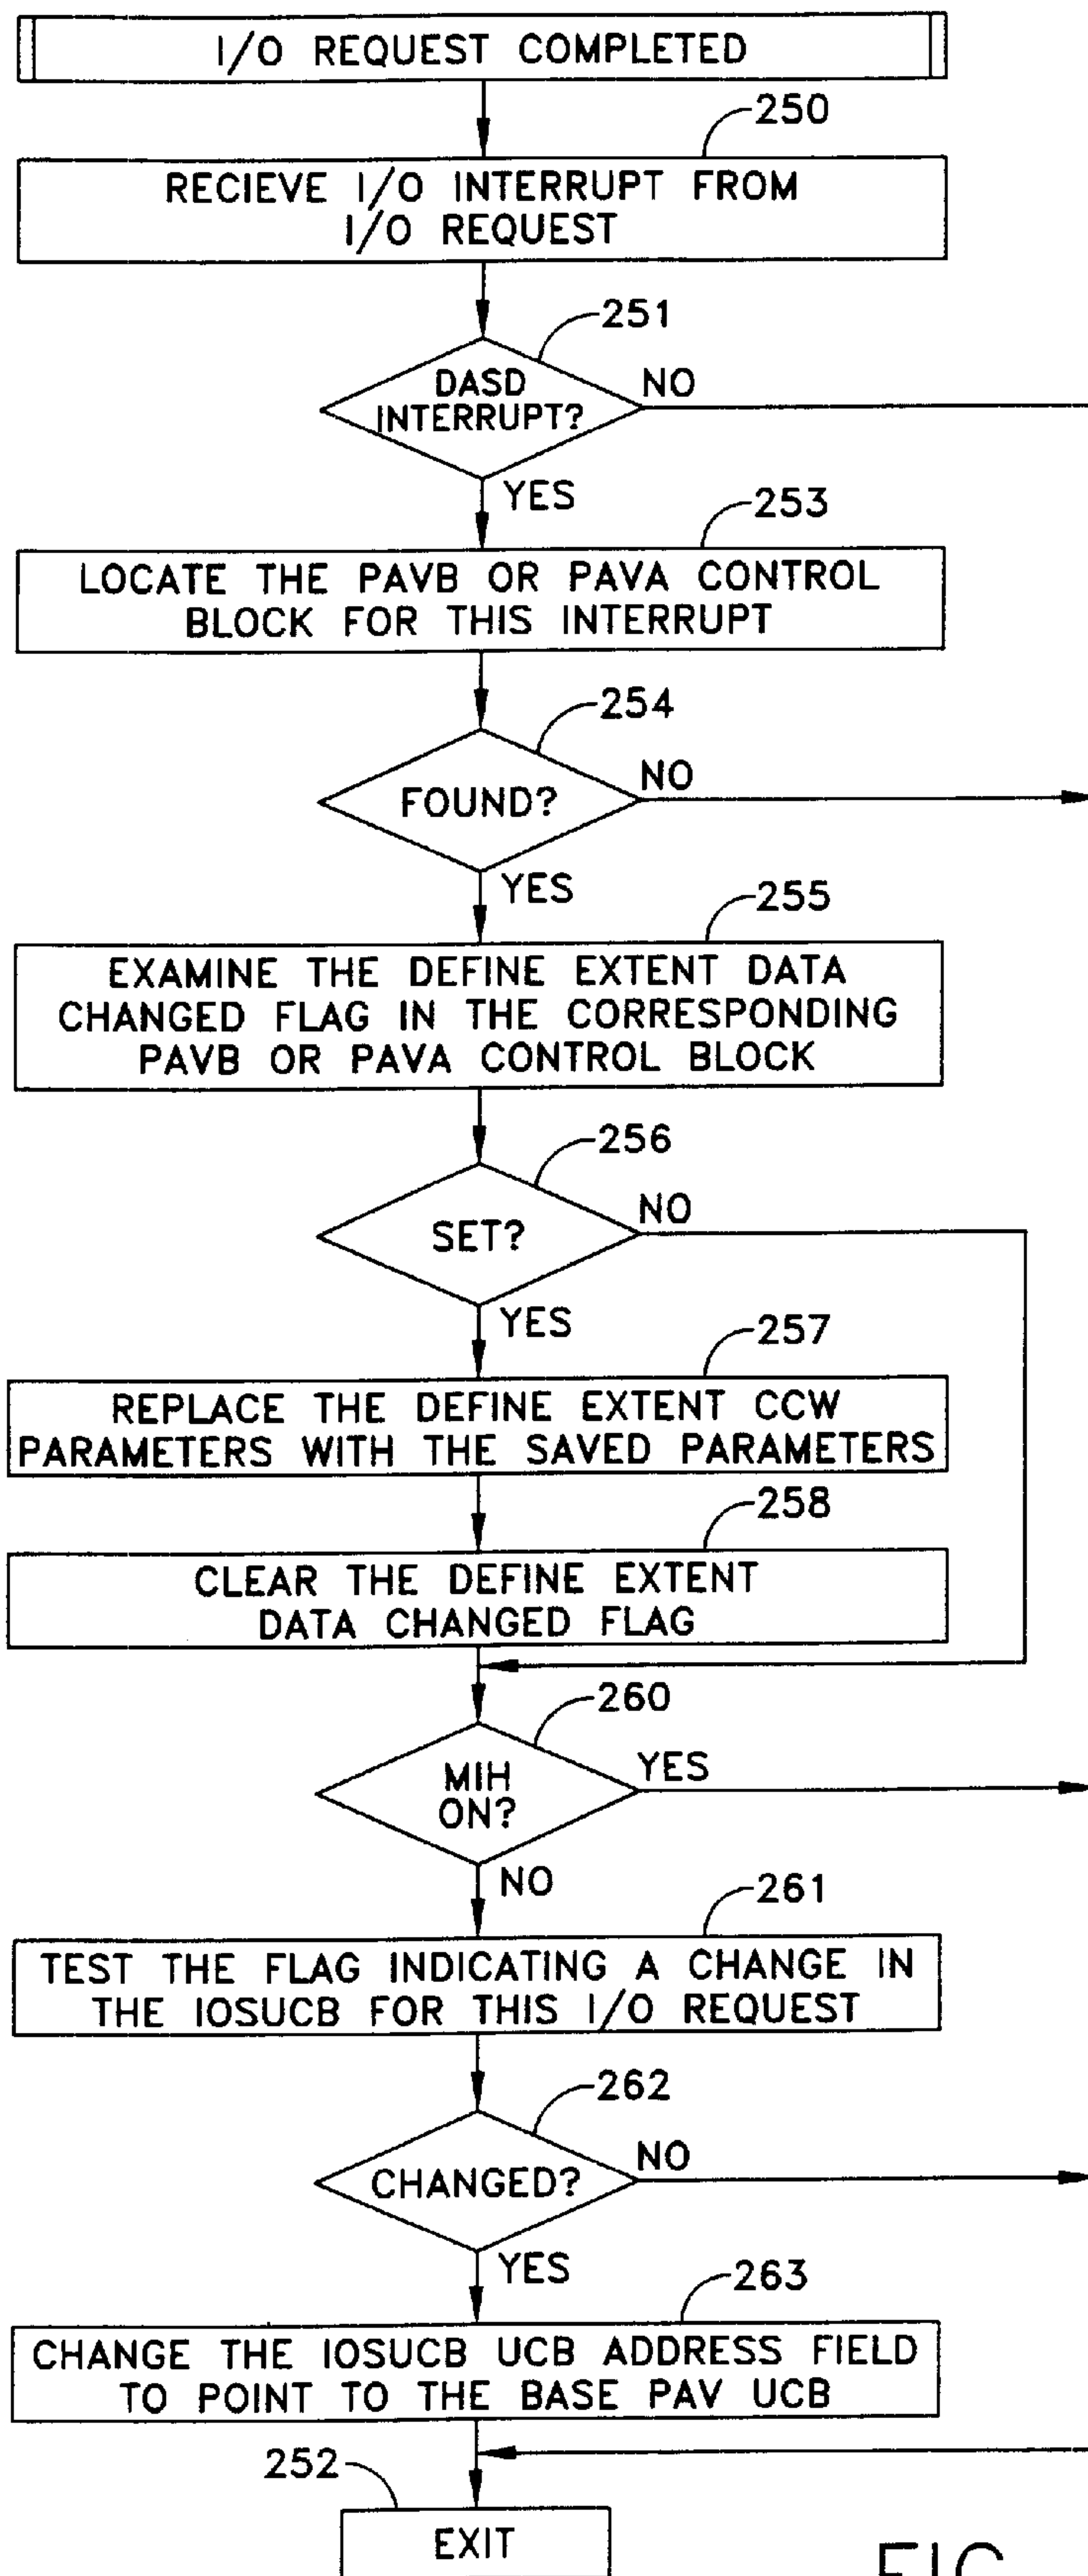 I/O REQUEST COMPLETED
250
RECIEVE I/O INTERRUPT FROM
I/O REQUEST
251
DASD
INTERRUPT?
NO
YES
253
LOCATE THE PAVB OR PAVA CONTROL
BLOCK FOR THIS INTERRUPT
254
FOUND?
NO
YES
255
EXAMINE THE DEFINE EXTENT DATA
CHANGED FLAG IN THE CORRESPONDING
PAVB OR PAVA CONTROL BLOCK
256
SET?
NO
YES
257
REPLACE THE DEFINE EXTENT CCW
PARAMETERS WITH THE SAVED PARAMETERS
258
CLEAR THE DEFINE EXTENT
DATA CHANGED FLAG
260
MIH
ON?
YES
NO
261
TEST THE FLAG INDICATING A CHANGE IN
THE IOSUCB FOR THIS I/O REQUEST
262
CHANGED?
NO
YES
263
CHANGE THE IOSUCB UCB ADDRESS FIELD
TO POINT TO THE BASE PAV UCB
252
EXIT
FIG